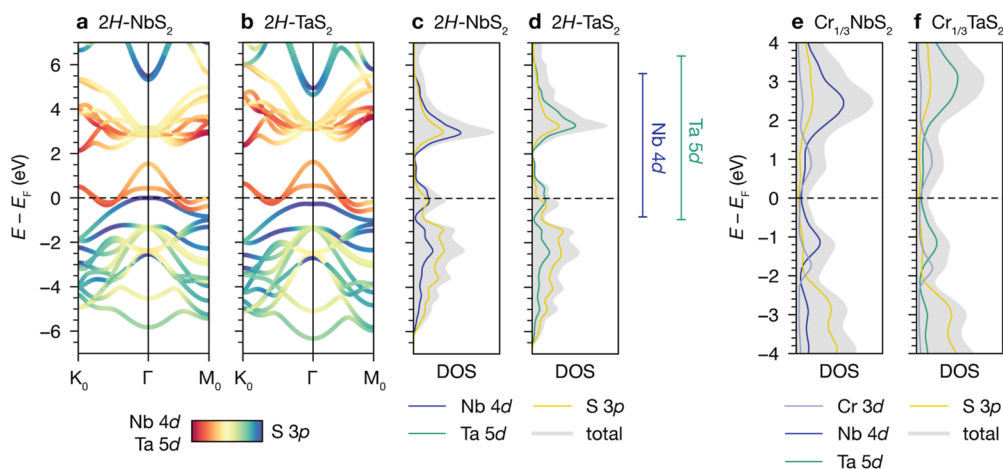 a 2H-NbS₂
b 2H-TaS₂
c 2H-NbS₂
d 2H-TaS₂
e Cr₁/₃NbS₂
f Cr₁/₃TaS₂
E − E_F (eV)
6
4
2
0
−2
−4
−6
K₀ Γ M₀
K₀ Γ M₀
DOS
DOS
Nb 4d
Ta 5d
E − E_F (eV)
4
3
2
1
0
−1
−2
−3
−4
DOS
DOS
Nb 4d
Ta 5d
S 3p
Nb 4d
Ta 5d
S 3p
total
Cr 3d
Nb 4d
Ta 5d
S 3p
total